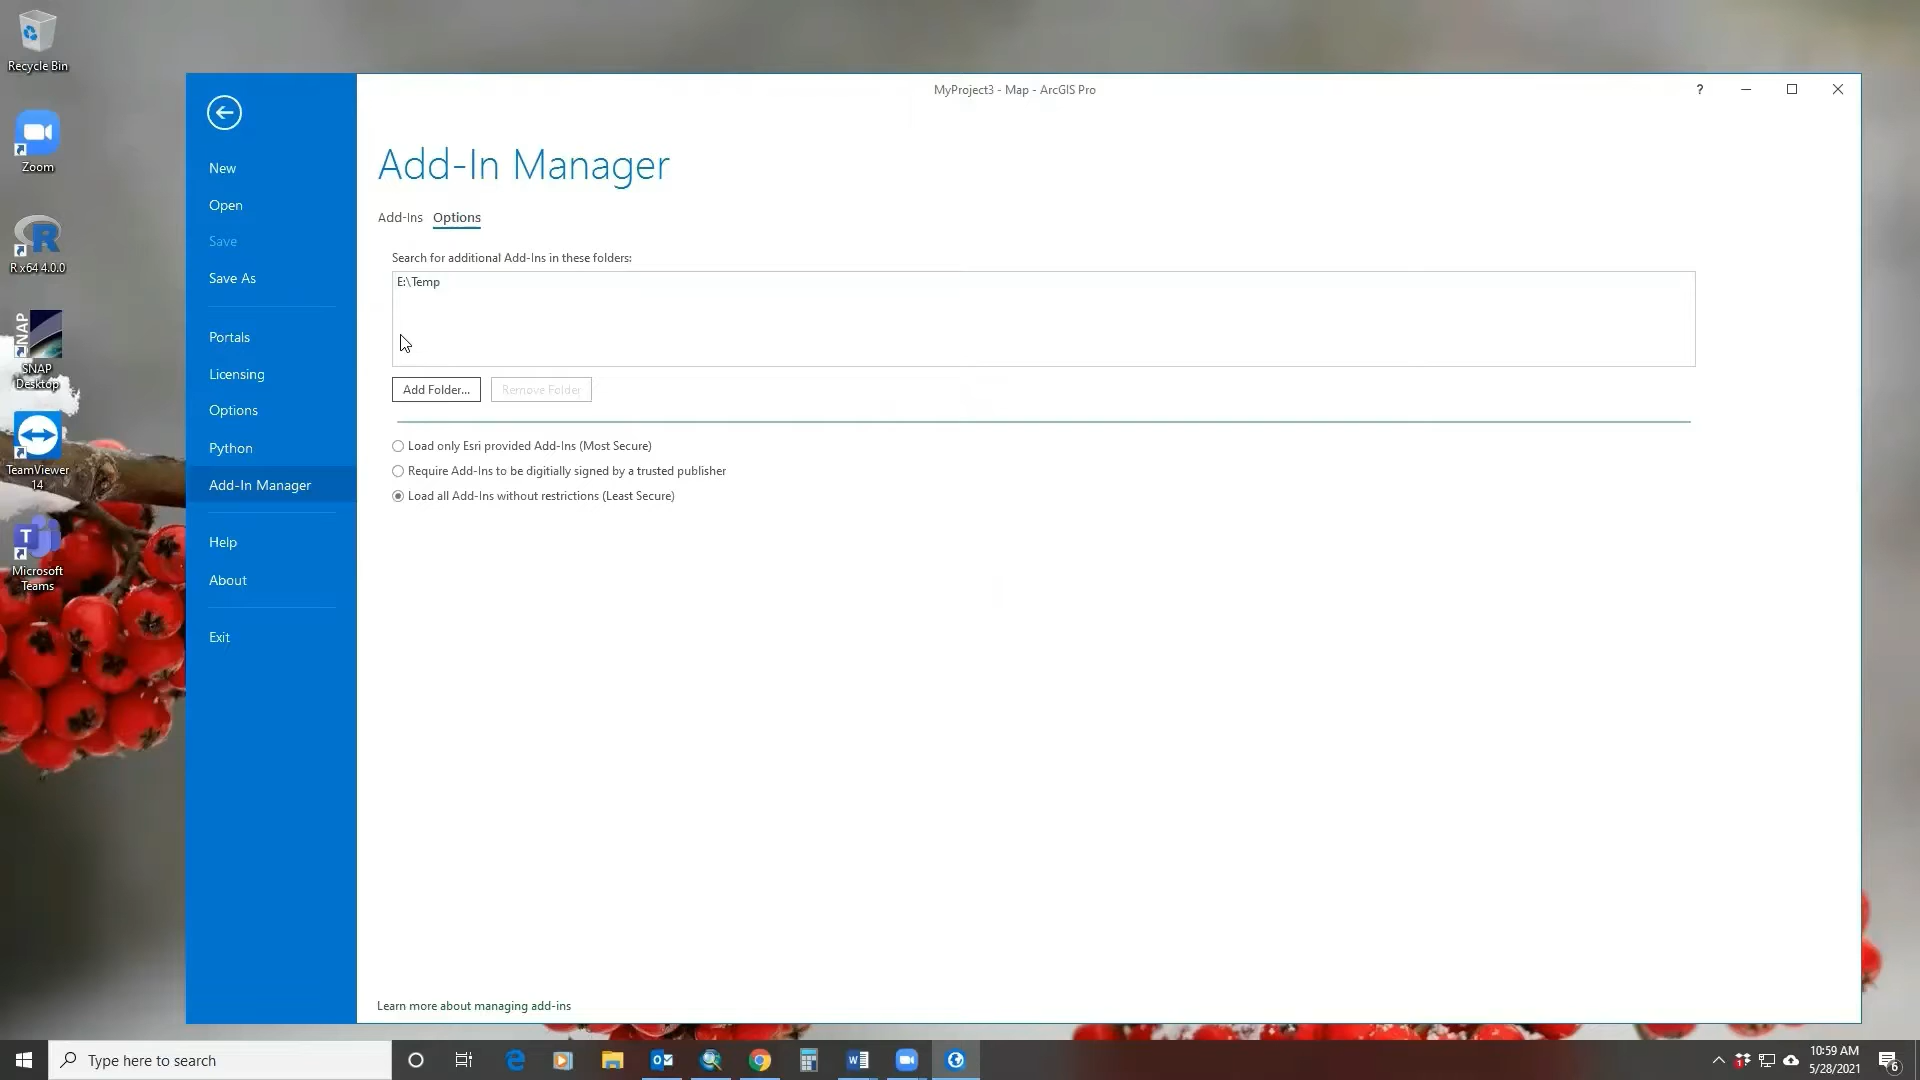 Recycle Bin
Zoom
R x64 4.0.0
SNAP
SNAP
Desktop
TeamViewer
14
T
Microsoft
Teams
MyProject3 - Map - ArcGIS Pro
?
New
Open
Save
Save As
Portals
Licensing
Options
Python
Add-In Manager
Help
About
Exit
Add-In Manager
Add-Ins Options
Search for additional Add-Ins in these folders:
E:\Temp
Add Folder... Remove Folder
Load only Esri provided Add-Ins (Most Secure)
Require Add-Ins to be digitially signed by a trusted publisher
Load all Add-Ins without restrictions (Least Secure)
Learn more about managing add-ins
Type here to search
10:59 AM
5/28/2021
6